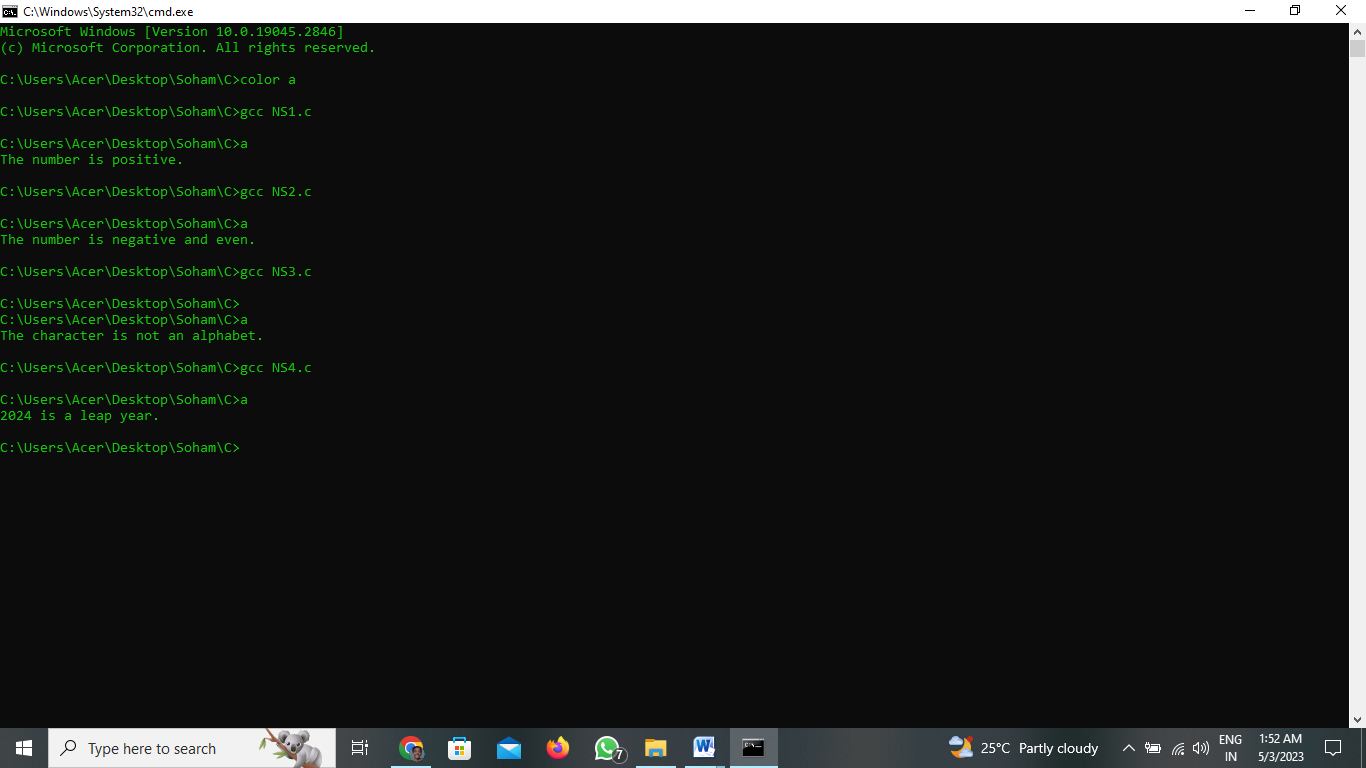 C:\Windows\System32\cmd.exe
Microsoft Windows [Version 10.0.19045.2846]
(c) Microsoft Corporation. All rights reserved.
C:\Users\Acer\Desktop\Soham\C>color a
C:\Users\Acer\Desktop\Soham\C>gcc NS1.c
C:\Users\Acer\Desktop\Soham\C>a
The number is positive.
C:\Users\Acer\Desktop\Soham\C>gcc NS2.c
C:\Users\Acer\Desktop\Soham\C>a
The number is negative and even.
C:\Users\Acer\Desktop\Soham\C>gcc NS3.c
C:\Users\Acer\Desktop\Soham\C>
C:\Users\Acer\Desktop\Soham\C>a
The character is not an alphabet.
C:\Users\Acer\Desktop\Soham\C>gcc NS4.c
C:\Users\Acer\Desktop\Soham\C>a
2024 is a leap year.
C:\Users\Acer\Desktop\Soham\C>
Type here to search
7
W
25°C Partly cloudy
ENG
IN
1:52 AM
5/3/2023